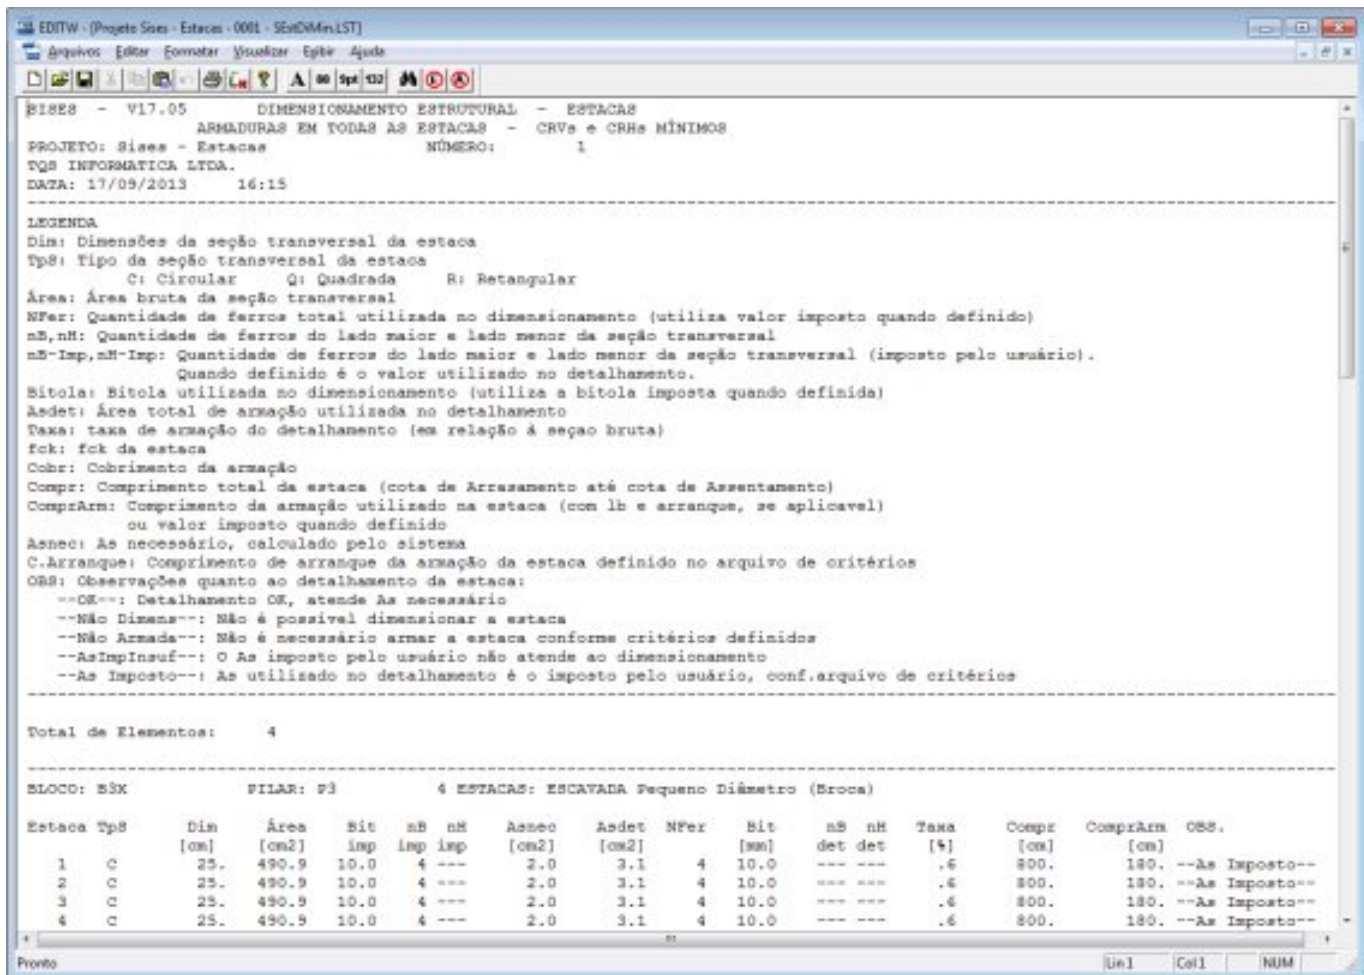 EDITW - [Projeto Sises - Estacas - 0001 - SEstDiMin.LST]
Arquivos Editar Formatar Visualizar Exibir Ajuda
A 80 Spt 132
SISES - V17.05 DIMENSIONAMENTO ESTRUTURAL - ESTACAS
ARMADURAS EM TODAS AS ESTACAS - CRVs e CRHs MÍNIMOS
PROJETO: Sises - Estacas NÚMERO: 1
TQS INFORMATICA LTDA.
DATA: 17/09/2013 16:15
LEGENDA
Dim: Dimensões da seção transversal da estaca
TpS: Tipo da seção transversal da estaca
C: Circular Q: Quadrada R: Retangular
Área: Área bruta da seção transversal
NFer: Quantidade de ferros total utilizada no dimensionamento (utiliza valor imposto quando definido)
nB,nH: Quantidade de ferros do lado maior e lado menor da seção transversal
nB-Imp,nH-Imp: Quantidade de ferros do lado maior e lado menor da seção transversal (imposto pelo usuário).
Quando definido é o valor utilizado no detalhamento.
Bitola: Bitola utilizada no dimensionamento (utiliza a bitola imposta quando definida)
Asdet: Área total de armação utilizada no detalhamento
Taxa: taxa de armação do detalhamento (em relação à seçao bruta)
fck: fck da estaca
Cobr: Cobrimento da armação
Compr: Comprimento total da estaca (cota de Arrasamento até cota de Assentamento)
ComprArm: Comprimento da armação utilizado na estaca (com lb e arranque, se aplicavel)
ou valor imposto quando definido
Asnec: As necessário, calculado pelo sistema
C.Arranque: Comprimento de arranque da armação da estaca definido no arquivo de critérios
OBS: Observações quanto ao detalhamento da estaca:
--OK--: Detalhamento OK, atende As necessário
--Não Dimens--: Não é possível dimensionar a estaca
--Não Armada--: Não é necessário armar a estaca conforme critérios definidos
--AsImpInsuf--: O As imposto pelo usuário não atende ao dimensionamento
--As Imposto--: As utilizado no detalhamento é o imposto pelo usuário, conf.arquivo de critérios
Total de Elementos: 4
BLOCO: B3X PILAR: P3 4 ESTACAS: ESCAVADA Pequeno Diâmetro (Broca)
Estaca TpS Dim Área Bit nB nH Asnec Asdet NFer Bit nB nH Taxa Compr ComprArm OBS.
[cm] [cm2] imp imp imp [cm2] [cm2] [mm] det det [%] [cm] [cm]
1 C 25. 490.9 10.0 4 --- 2.0 3.1 4 10.0 --- --- .6 800. 180. --As Imposto--
2 C 25. 490.9 10.0 4 --- 2.0 3.1 4 10.0 --- --- .6 800. 180. --As Imposto--
3 C 25. 490.9 10.0 4 --- 2.0 3.1 4 10.0 --- --- .6 800. 180. --As Imposto--
4 C 25. 490.9 10.0 4 --- 2.0 3.1 4 10.0 --- --- .6 800. 180. --As Imposto--
Pronto Lin 1 Col 1 NUM